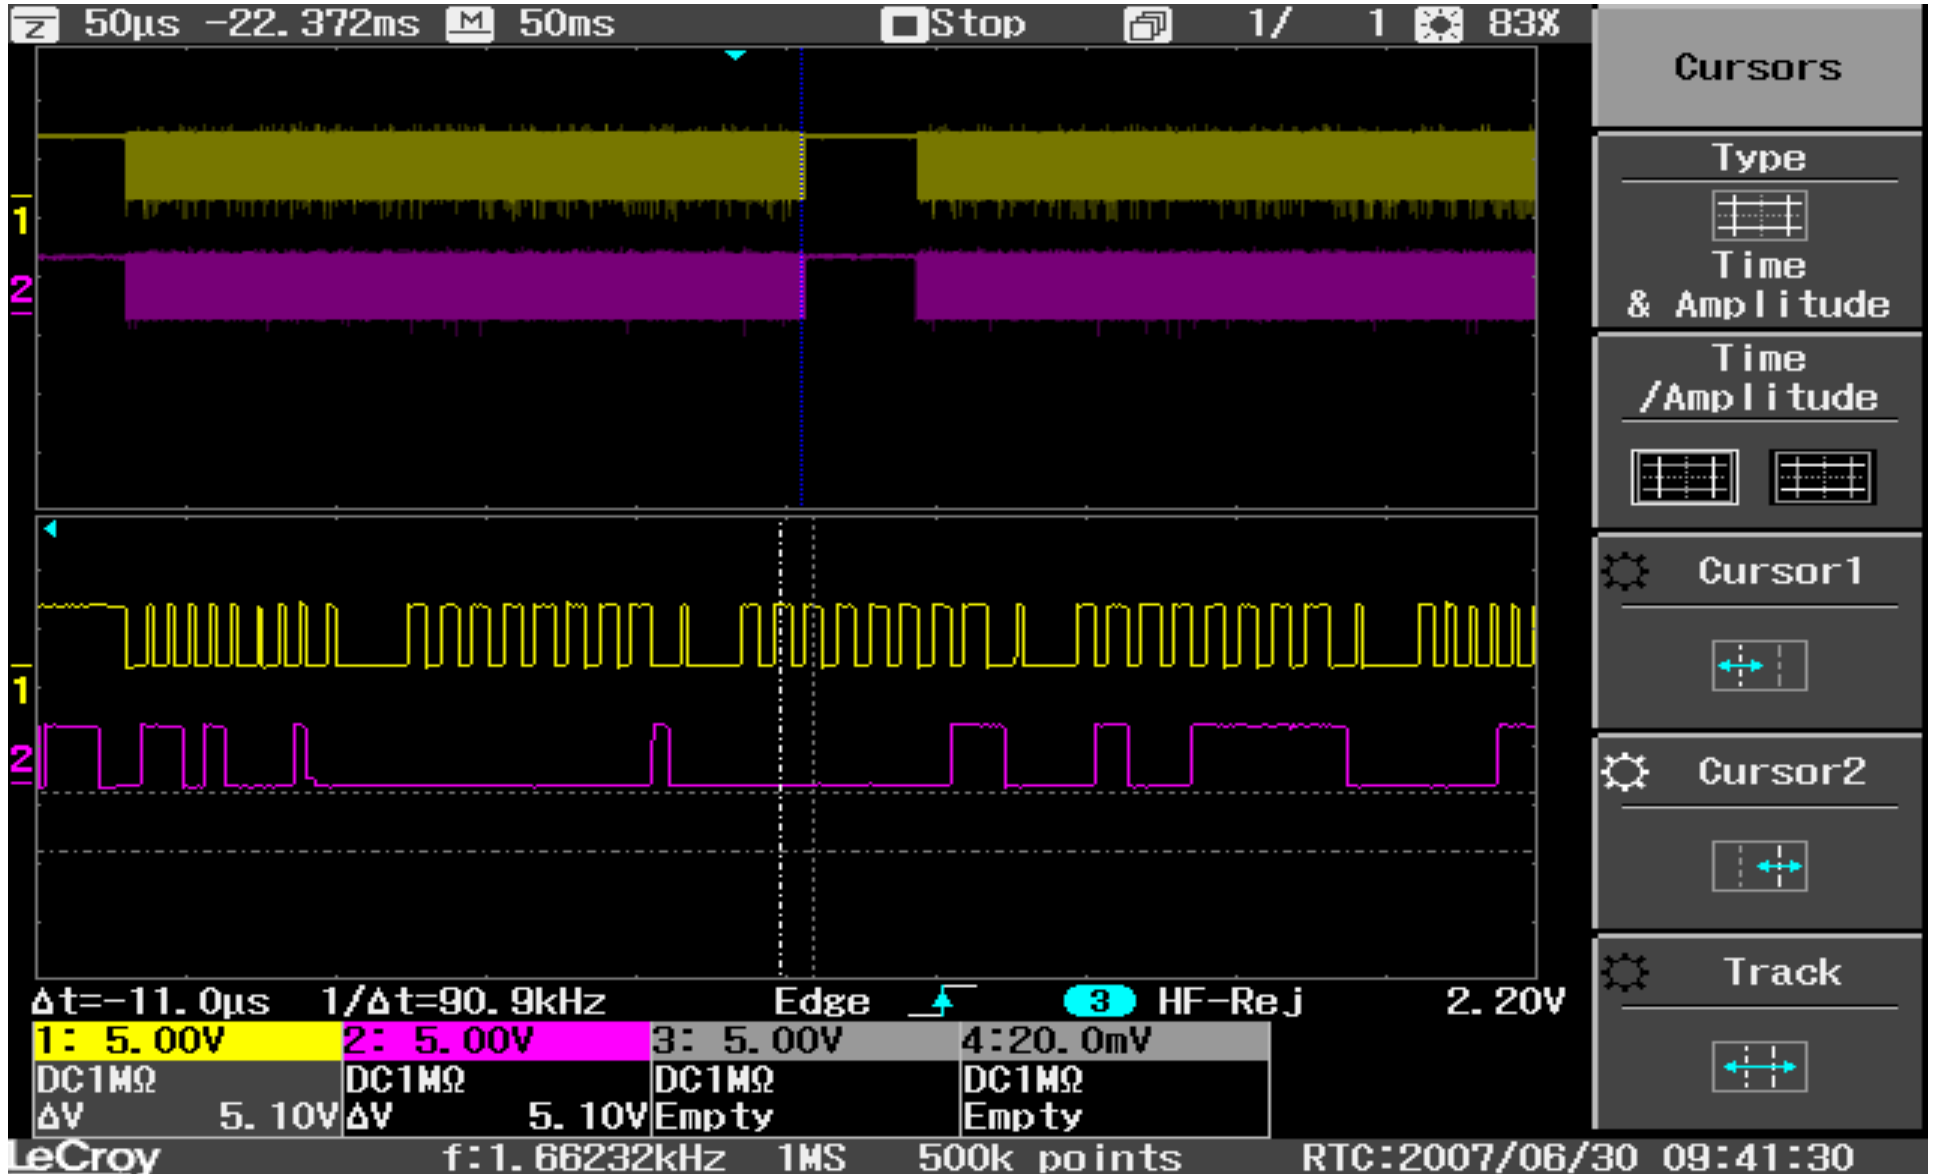 Z 50μs -22.372ms M 50ms Stop 1/ 1 83%
Cursors
Type
Time
& Amplitude
Time
/Amplitude
Cursor1
Cursor2
Track
1
2
1
2
Δt=-11.0μs 1/Δt=90.9kHz Edge 3 HF-Rej 2.20V
1: 5.00V 2: 5.00V 3: 5.00V 4:20.0mV
DC1MΩ DC1MΩ DC1MΩ DC1MΩ
ΔV 5.10V ΔV 5.10V Empty Empty
LeCroy f:1.66232kHz 1MS 500k points RTC:2007/06/30 09:41:30